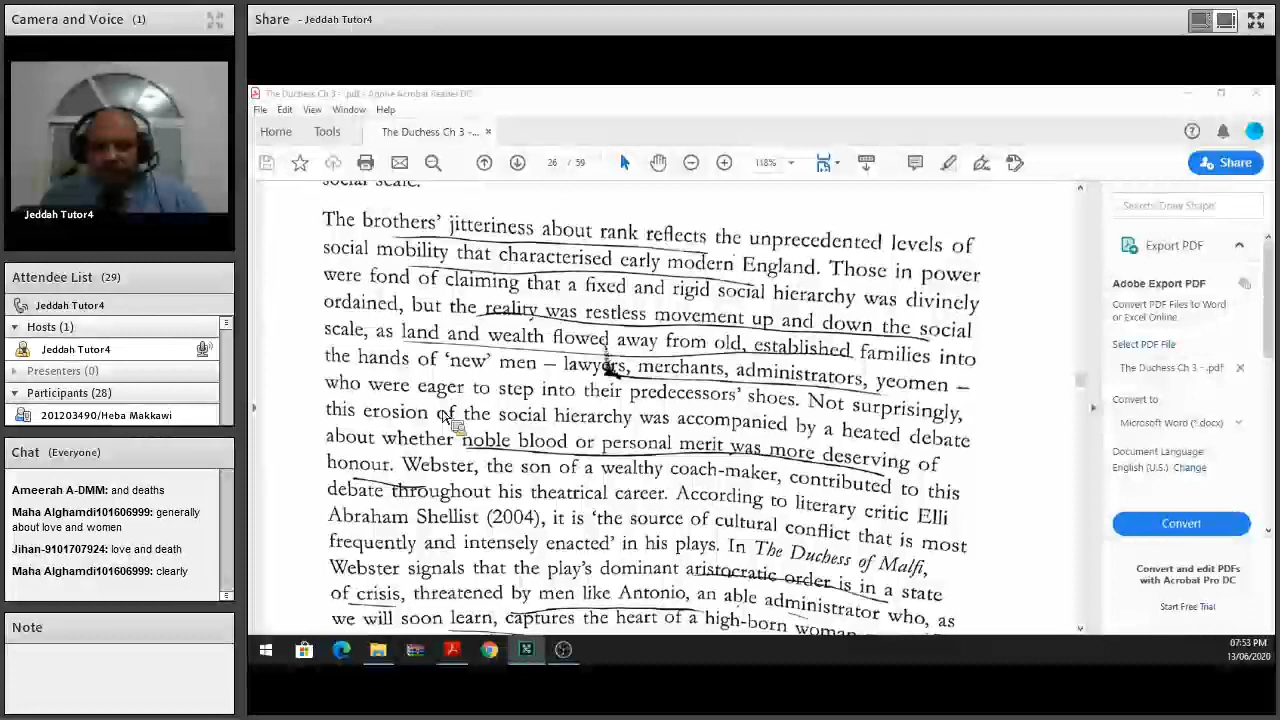 Camera and Voice (1)
Jeddah Tutor4
Attendee List (29)
Jeddah Tutor4
Hosts (1)
Jeddah Tutor4
Presenters (0)
Participants (28)
201203490/Heba Makkawi
Chat (Everyone)
Ameerah A-DMM: and deaths
Maha Alghamdi101606999: generally
about love and women
Jihan-9101707924: love and death
Maha Alghamdi101606999: clearly
Note
Share - Jeddah Tutor4
The Duchess Ch 3 - .pdf - Adobe Acrobat Reader DC
File Edit View Window Help
Home Tools The Duchess Ch 3 -... ×
26 / 59 118% Share
social scale.
The brothers' jitteriness about rank reflects the unprecedented levels of
social mobility that characterised early modern England. Those in power
were fond of claiming that a fixed and rigid social hierarchy was divinely
ordained, but the reality was restless movement up and down the social
scale, as land and wealth flowed away from old, established families into
the hands of 'new' men – lawyers, merchants, administrators, yeomen –
who were eager to step into their predecessors' shoes. Not surprisingly,
this erosion of the social hierarchy was accompanied by a heated debate
about whether noble blood or personal merit was more deserving of
honour. Webster, the son of a wealthy coach-maker, contributed to this
debate throughout his theatrical career. According to literary critic Elli
Abraham Shellist (2004), it is 'the source of cultural conflict that is most
frequently and intensely enacted' in his plays. In The Duchess of Malfi,
Webster signals that the play's dominant aristocratic order is in a state
of crisis, threatened by men like Antonio, an able administrator who, as
we will soon learn, captures the heart of a high-born woman
Search 'Draw Shape'
Export PDF
Adobe Export PDF
Convert PDF Files to Word
or Excel Online.
Select PDF File
The Duchess Ch 3 - .pdf ×
Convert to
Microsoft Word (*.docx)
Document Language:
English (U.S.) Change
Convert
Convert and edit PDFs
with Acrobat Pro DC
Start Free Trial
07:53 PM
13/06/2020